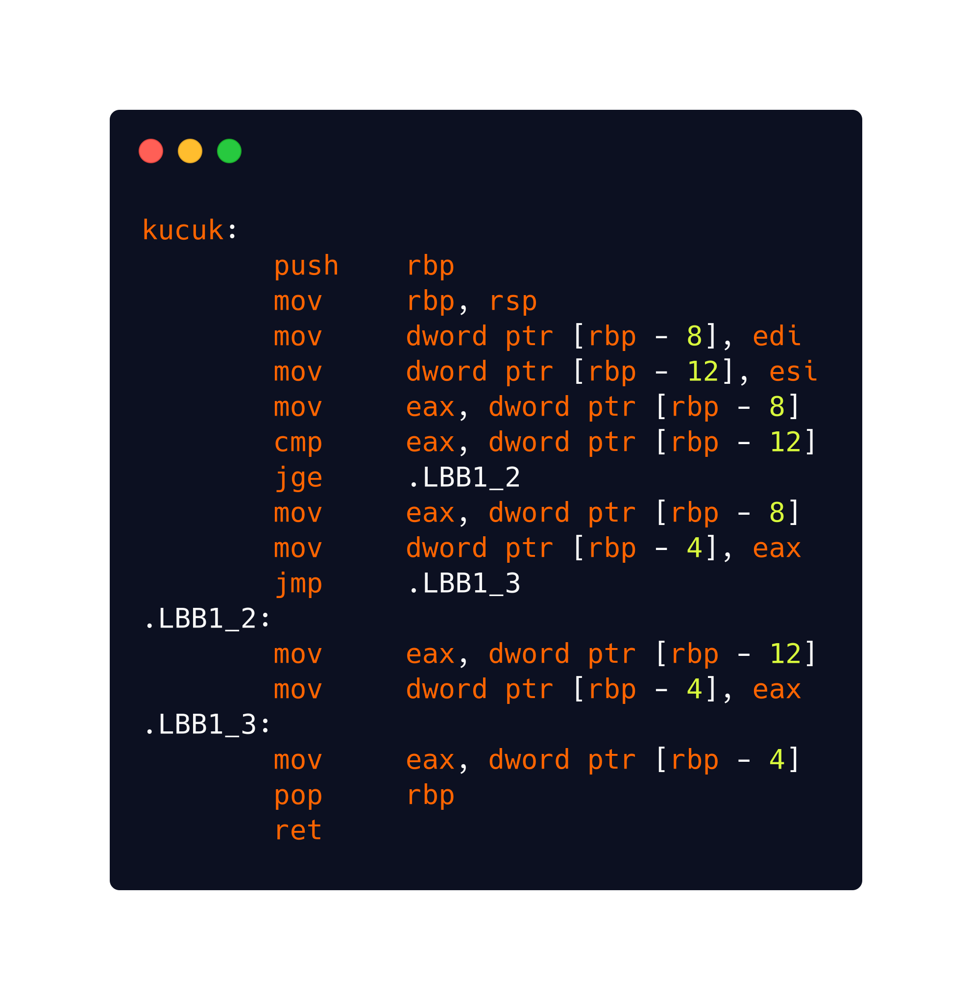 kucuk:
        push    rbp
        mov     rbp, rsp
        mov     dword ptr [rbp - 8], edi
        mov     dword ptr [rbp - 12], esi
        mov     eax, dword ptr [rbp - 8]
        cmp     eax, dword ptr [rbp - 12]
        jge     .LBB1_2
        mov     eax, dword ptr [rbp - 8]
        mov     dword ptr [rbp - 4], eax
        jmp     .LBB1_3
.LBB1_2:
        mov     eax, dword ptr [rbp - 12]
        mov     dword ptr [rbp - 4], eax
.LBB1_3:
        mov     eax, dword ptr [rbp - 4]
        pop     rbp
        ret